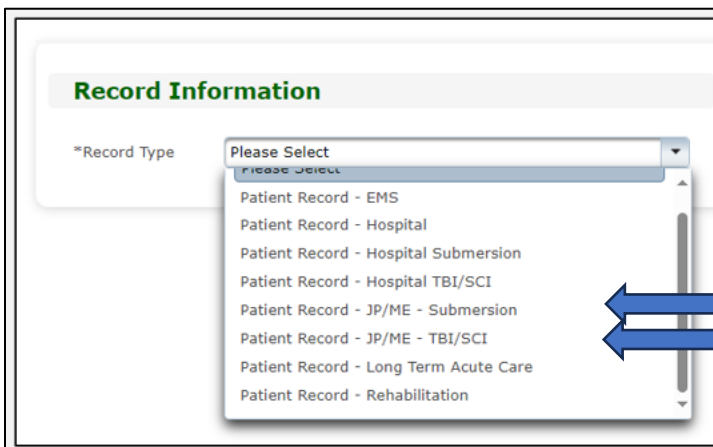 Record Information
*Record Type
Please Select
Please Select
Patient Record - EMS
Patient Record - Hospital
Patient Record - Hospital Submersion
Patient Record - Hospital TBI/SCI
Patient Record - JP/ME - Submersion
Patient Record - JP/ME - TBI/SCI
Patient Record - Long Term Acute Care
Patient Record - Rehabilitation